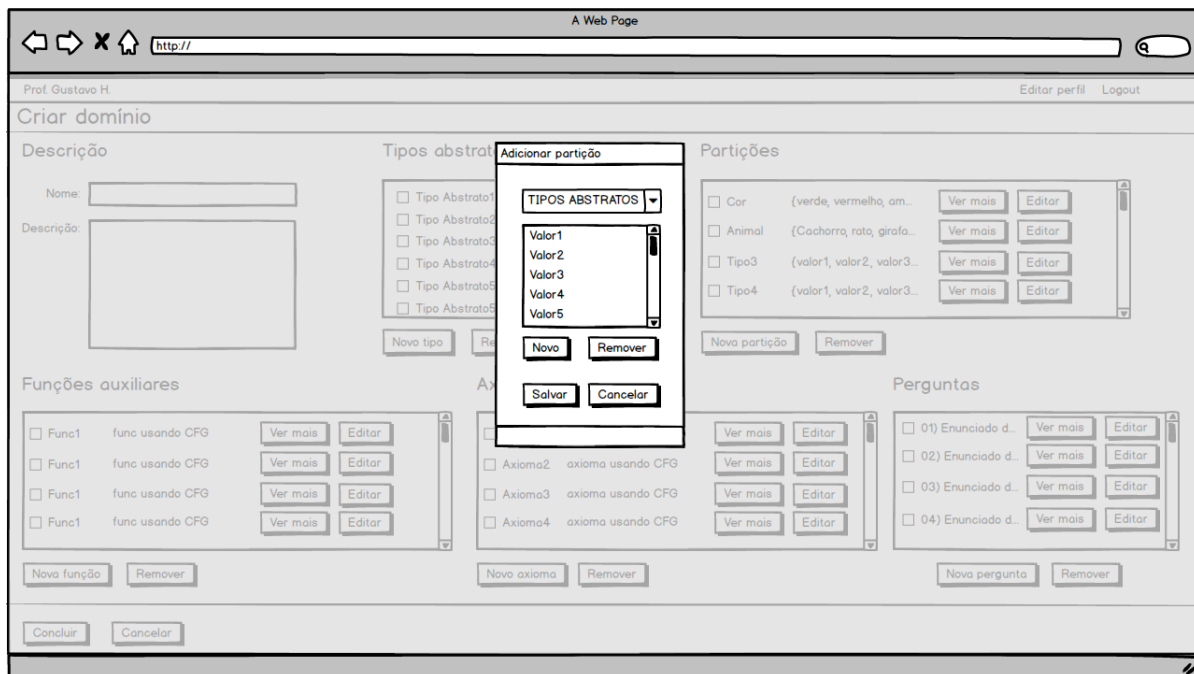 A Web Page
http://
Prof. Gustavo H.
Editar perfil Logout
Criar domínio
Descrição
Nome:
Descrição:
Tipos abstrat
Tipo Abstrato1
Tipo Abstrato2
Tipo Abstrato3
Tipo Abstrato4
Tipo Abstrato5
Tipo Abstrato5
Novo tipo
Re
Adicionar partição
TIPOS ABSTRATOS
Valor1
Valor2
Valor3
Valor4
Valor5
Novo Remover
Salvar Cancelar
Partições
Cor {verde, vermelho, am... Ver mais Editar
Animal {Cachorro, rato, girafa... Ver mais Editar
Tipo3 {valor1, valor2, valor3... Ver mais Editar
Tipo4 {valor1, valor2, valor3... Ver mais Editar
Nova partição Remover
Funções auxiliares
Func1 func usando CFG Ver mais Editar
Func1 func usando CFG Ver mais Editar
Func1 func usando CFG Ver mais Editar
Func1 func usando CFG Ver mais Editar
Nova função Remover
Ax
Ver mais Editar
Axioma2 axioma usando CFG Ver mais Editar
Axioma3 axioma usando CFG Ver mais Editar
Axioma4 axioma usando CFG Ver mais Editar
Novo axioma Remover
Perguntas
01) Enunciado d... Ver mais Editar
02) Enunciado d... Ver mais Editar
03) Enunciado d... Ver mais Editar
04) Enunciado d... Ver mais Editar
Nova pergunta Remover
Concluir Cancelar